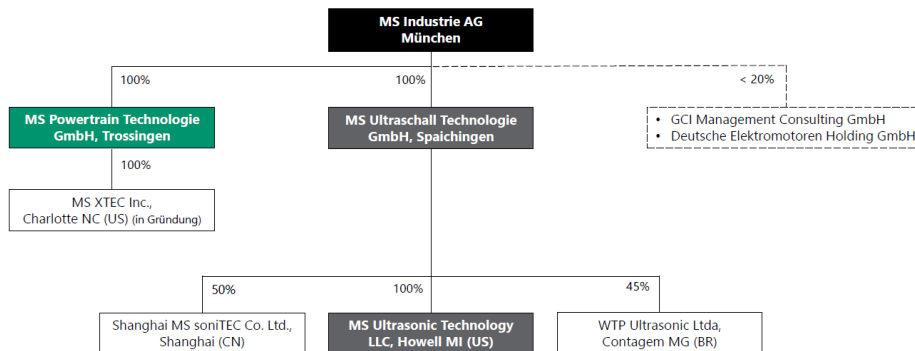 MS Industrie AG
München
100%
100%
< 20%
MS Powertrain Technologie
GmbH, Trossingen
MS Ultraschall Technologie
GmbH, Spaichingen
• GCI Management Consulting GmbH
• Deutsche Elektromotoren Holding GmbH
100%
MS XTEC Inc.,
Charlotte NC (US) (in Gründung)
50%
100%
45%
Shanghai MS soniTEC Co. Ltd.,
Shanghai (CN)
MS Ultrasonic Technology
LLC, Howell MI (US)
WTP Ultrasonic Ltda,
Contagem MG (BR)